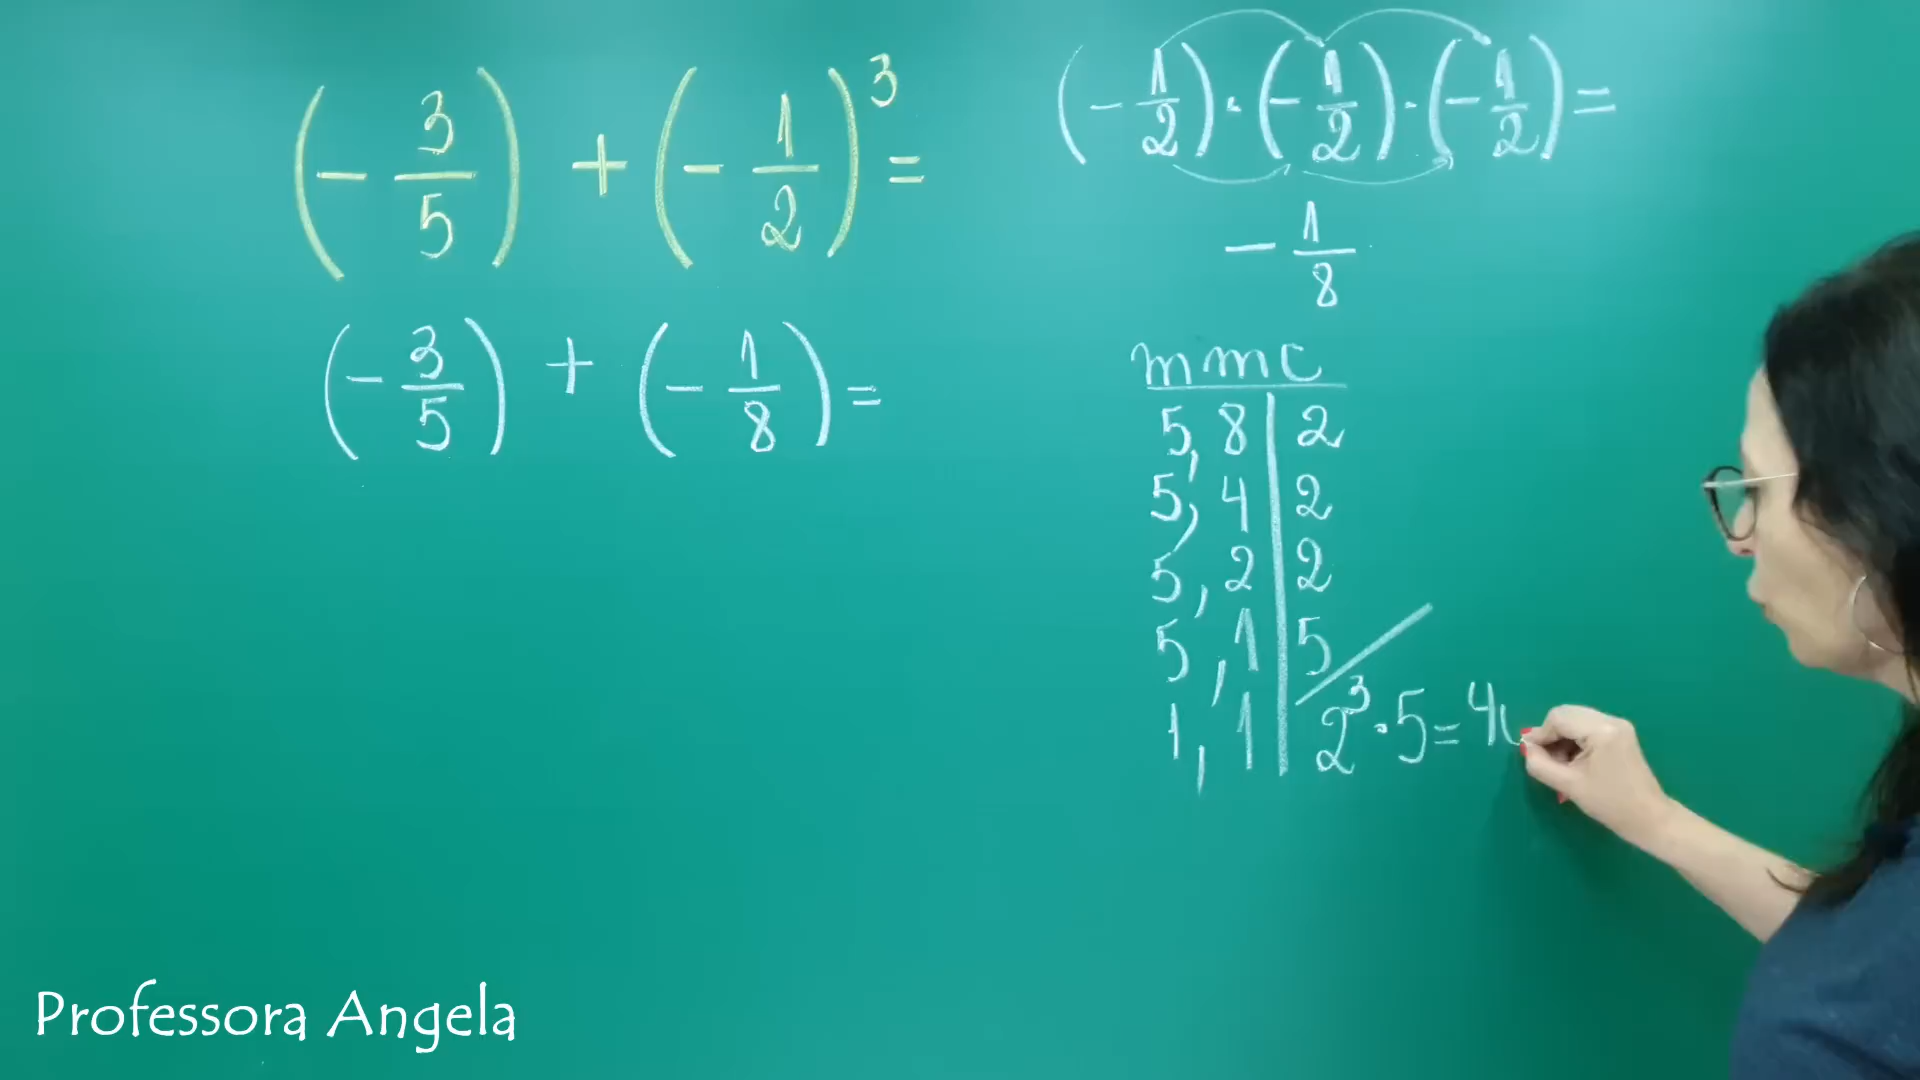 (-3/5) + (-1/2)³ =
(-3/5) + (-1/8) =
(-1/2) · (-1/2) · (-1/2) =
-1/8
mmc
5, 8 | 2
5, 4 | 2
5, 2 | 2
5, 1 | 5
1, 1 | 2³ · 5 = 4
Professora Angela